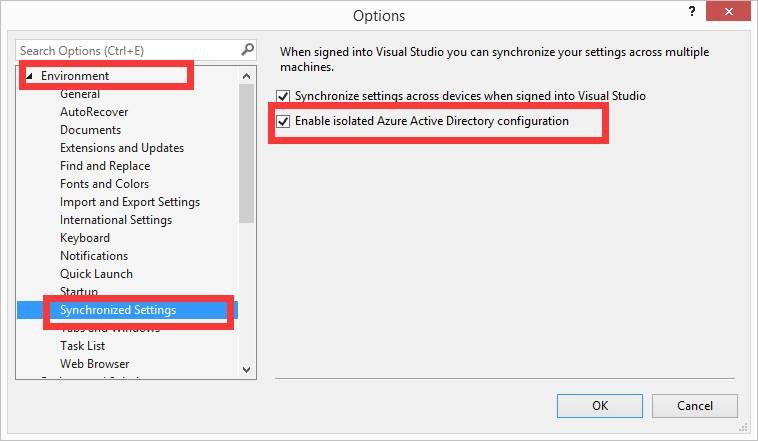 Options
? ×
Search Options (Ctrl+E)
Environment
General
AutoRecover
Documents
Extensions and Updates
Find and Replace
Fonts and Colors
Import and Export Settings
International Settings
Keyboard
Notifications
Quick Launch
Startup
Synchronized Settings
Tabs and Windows
Task List
Web Browser
When signed into Visual Studio you can synchronize your settings across multiple
machines.
Synchronize settings across devices when signed into Visual Studio
Enable isolated Azure Active Directory configuration
OK
Cancel